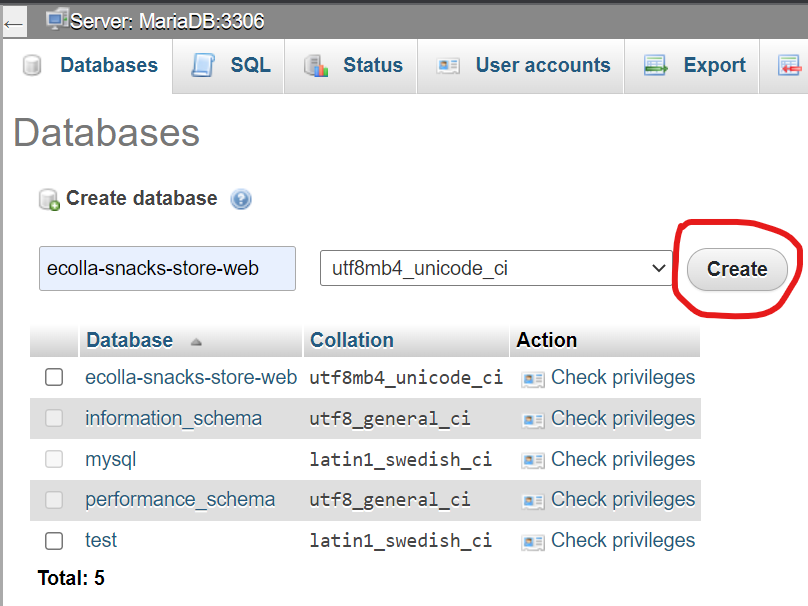 Server: MariaDB:3306
Databases SQL Status User accounts Export
Databases
Create database
ecolla-snacks-store-web utf8mb4_unicode_ci Create
Database Collation Action
ecolla-snacks-store-web utf8mb4_unicode_ci Check privileges
information_schema utf8_general_ci Check privileges
mysql latin1_swedish_ci Check privileges
performance_schema utf8_general_ci Check privileges
test latin1_swedish_ci Check privileges
Total: 5